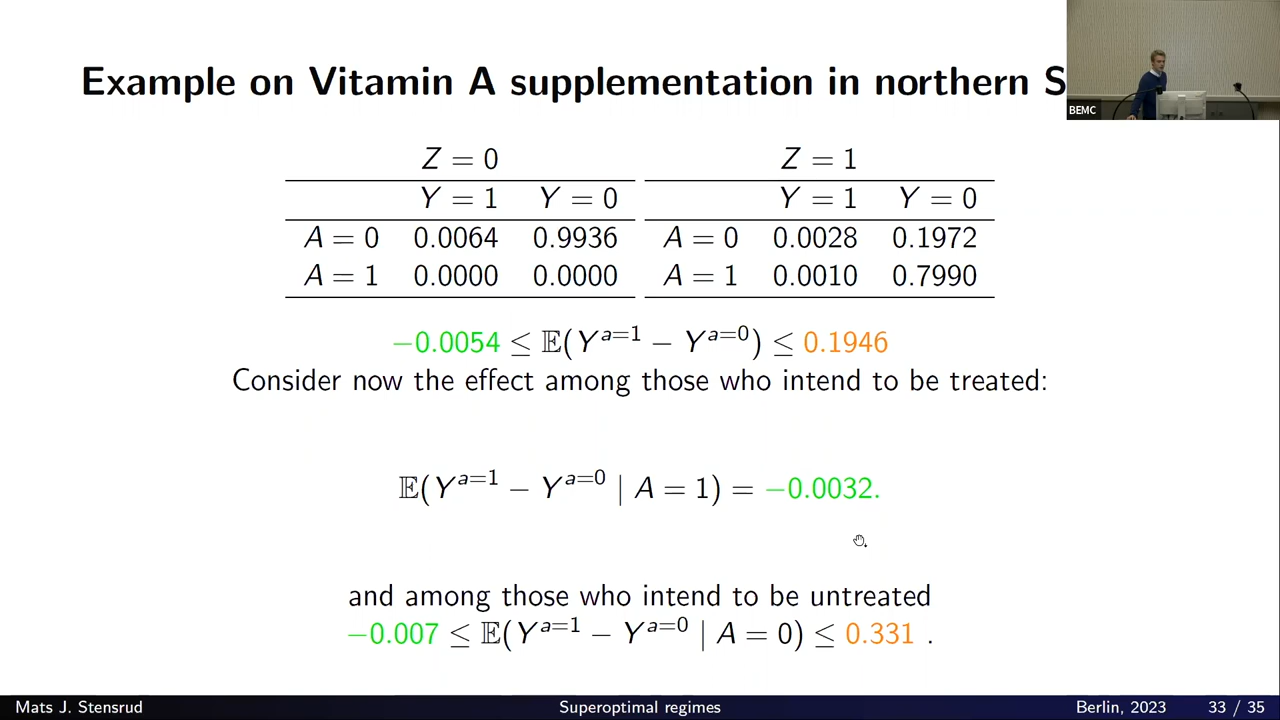 Example on Vitamin A supplementation in northern S
BEMC
Z = 0 Z = 1
Y = 1 Y = 0 Y = 1 Y = 0
A = 0 0.0064 0.9936 A = 0 0.0028 0.1972
A = 1 0.0000 0.0000 A = 1 0.0010 0.7990
−0.0054 ≤ 𝔼(Y^{a=1} − Y^{a=0}) ≤ 0.1946
Consider now the effect among those who intend to be treated:
𝔼(Y^{a=1} − Y^{a=0} | A = 1) = −0.0032.
and among those who intend to be untreated
−0.007 ≤ 𝔼(Y^{a=1} − Y^{a=0} | A = 0) ≤ 0.331 .
Mats J. Stensrud Superoptimal regimes Berlin, 2023 33 / 35